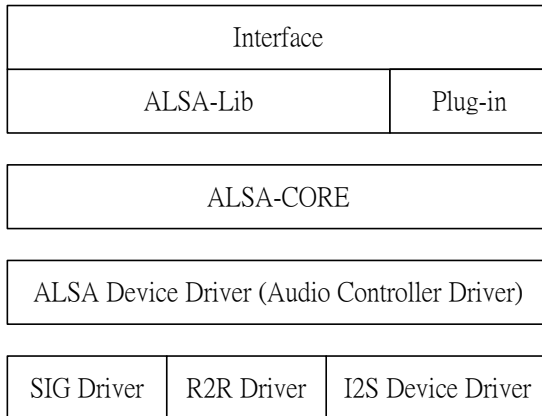 Interface
ALSA-Lib Plug-in
ALSA-CORE
ALSA Device Driver (Audio Controller Driver)
SIG Driver R2R Driver I2S Device Driver